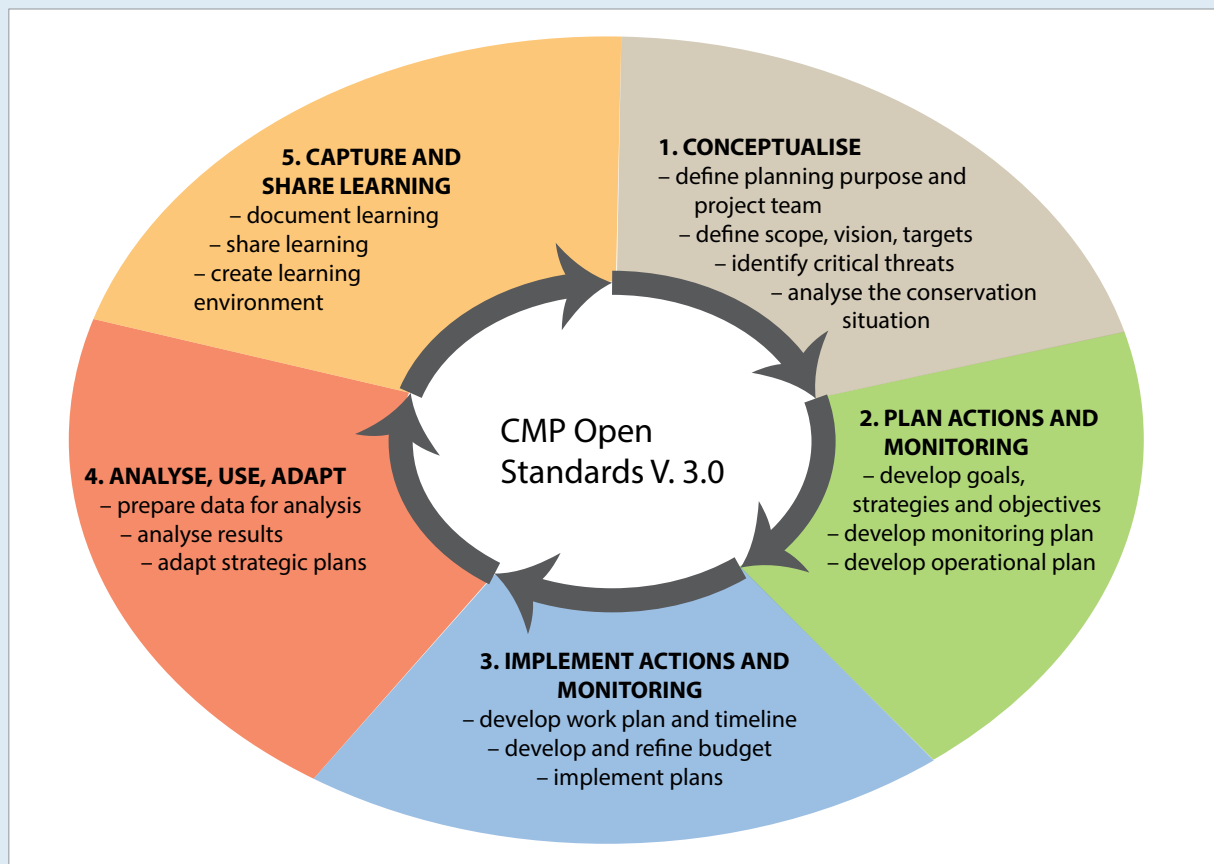 1. CONCEPTUALISE
– define planning purpose and
project team
– define scope, vision, targets
– identify critical threats
– analyse the conservation
situation
2. PLAN ACTIONS AND
MONITORING
– develop goals,
strategies and objectives
– develop monitoring plan
– develop operational plan
3. IMPLEMENT ACTIONS AND
MONITORING
– develop work plan and timeline
– develop and refine budget
– implement plans
4. ANALYSE, USE, ADAPT
– prepare data for analysis
– analyse results
– adapt strategic plans
5. CAPTURE AND
SHARE LEARNING
– document learning
– share learning
– create learning
environment
CMP Open
Standards V. 3.0